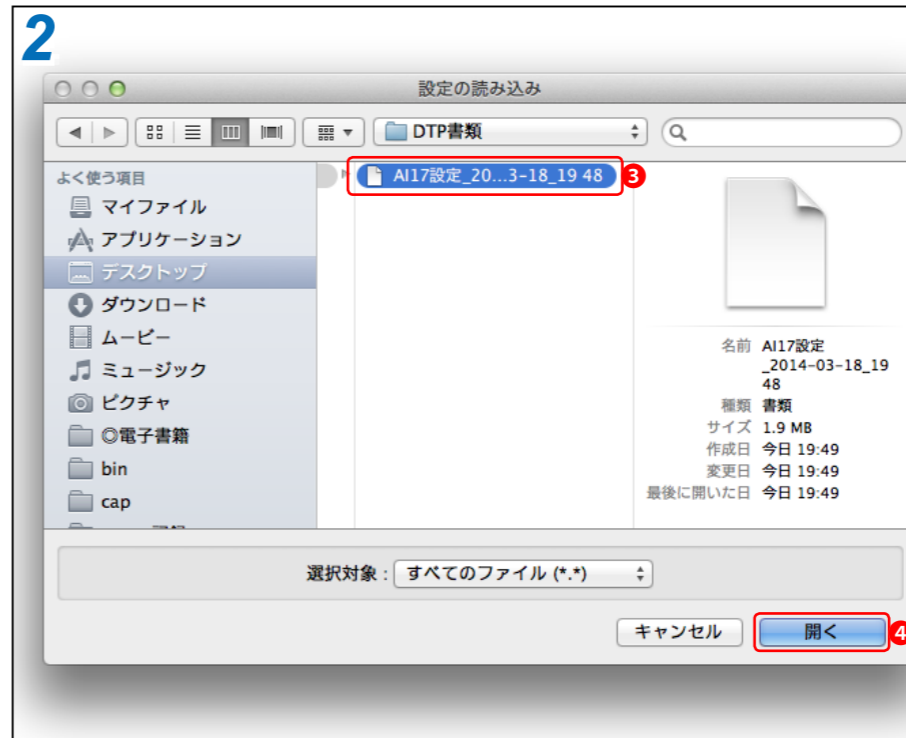 2
設定の読み込み
DTP書類
よく使う項目
マイファイル
アプリケーション
デスクトップ
ダウンロード
ムービー
ミュージック
ピクチャ
◎電子書籍
bin
cap
AI17設定_20...3-18_19 48
3
名前 AI17設定
_2014-03-18_19
48
種類 書類
サイズ 1.9 MB
作成日 今日 19:49
変更日 今日 19:49
最後に開いた日 今日 19:49
選択対象 : すべてのファイル (*.*)
キャンセル
開く
4